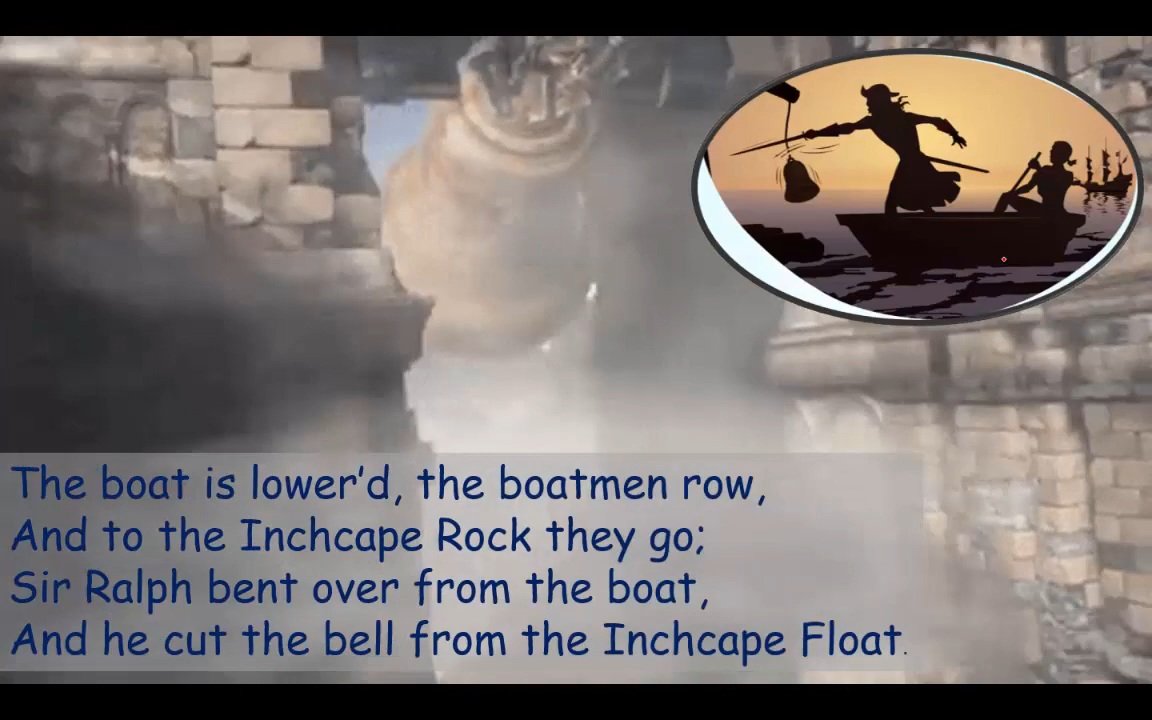 The boat is lower’d, the boatmen row,
And to the Inchcape Rock they go;
Sir Ralph bent over from the boat,
And he cut the bell from the Inchcape Float.